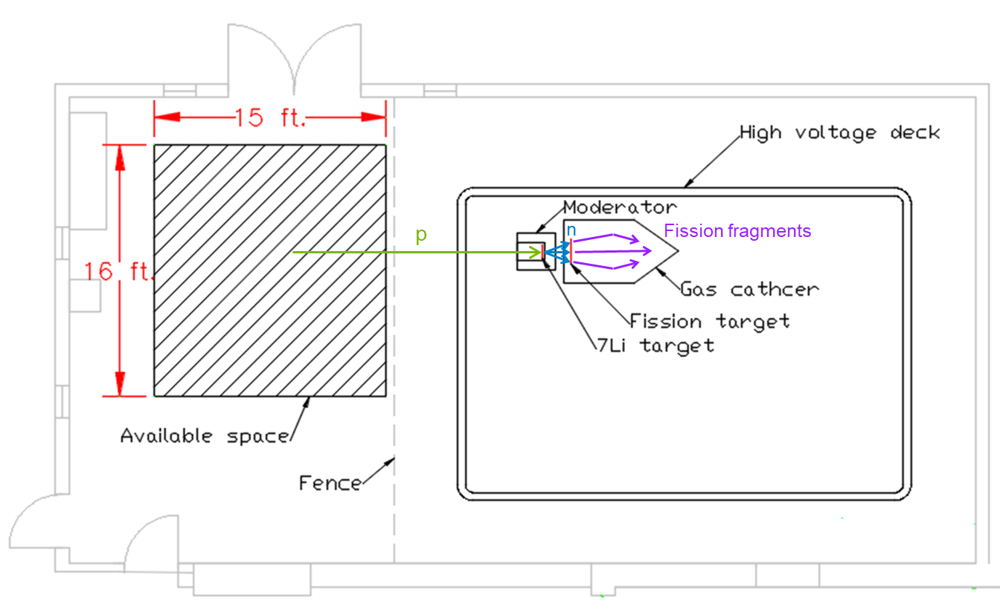 15 ft.
High voltage deck
Moderator
n
Fission fragments
p
16 ft.
Gas cathcer
Fission target
7Li target
Available space
Fence